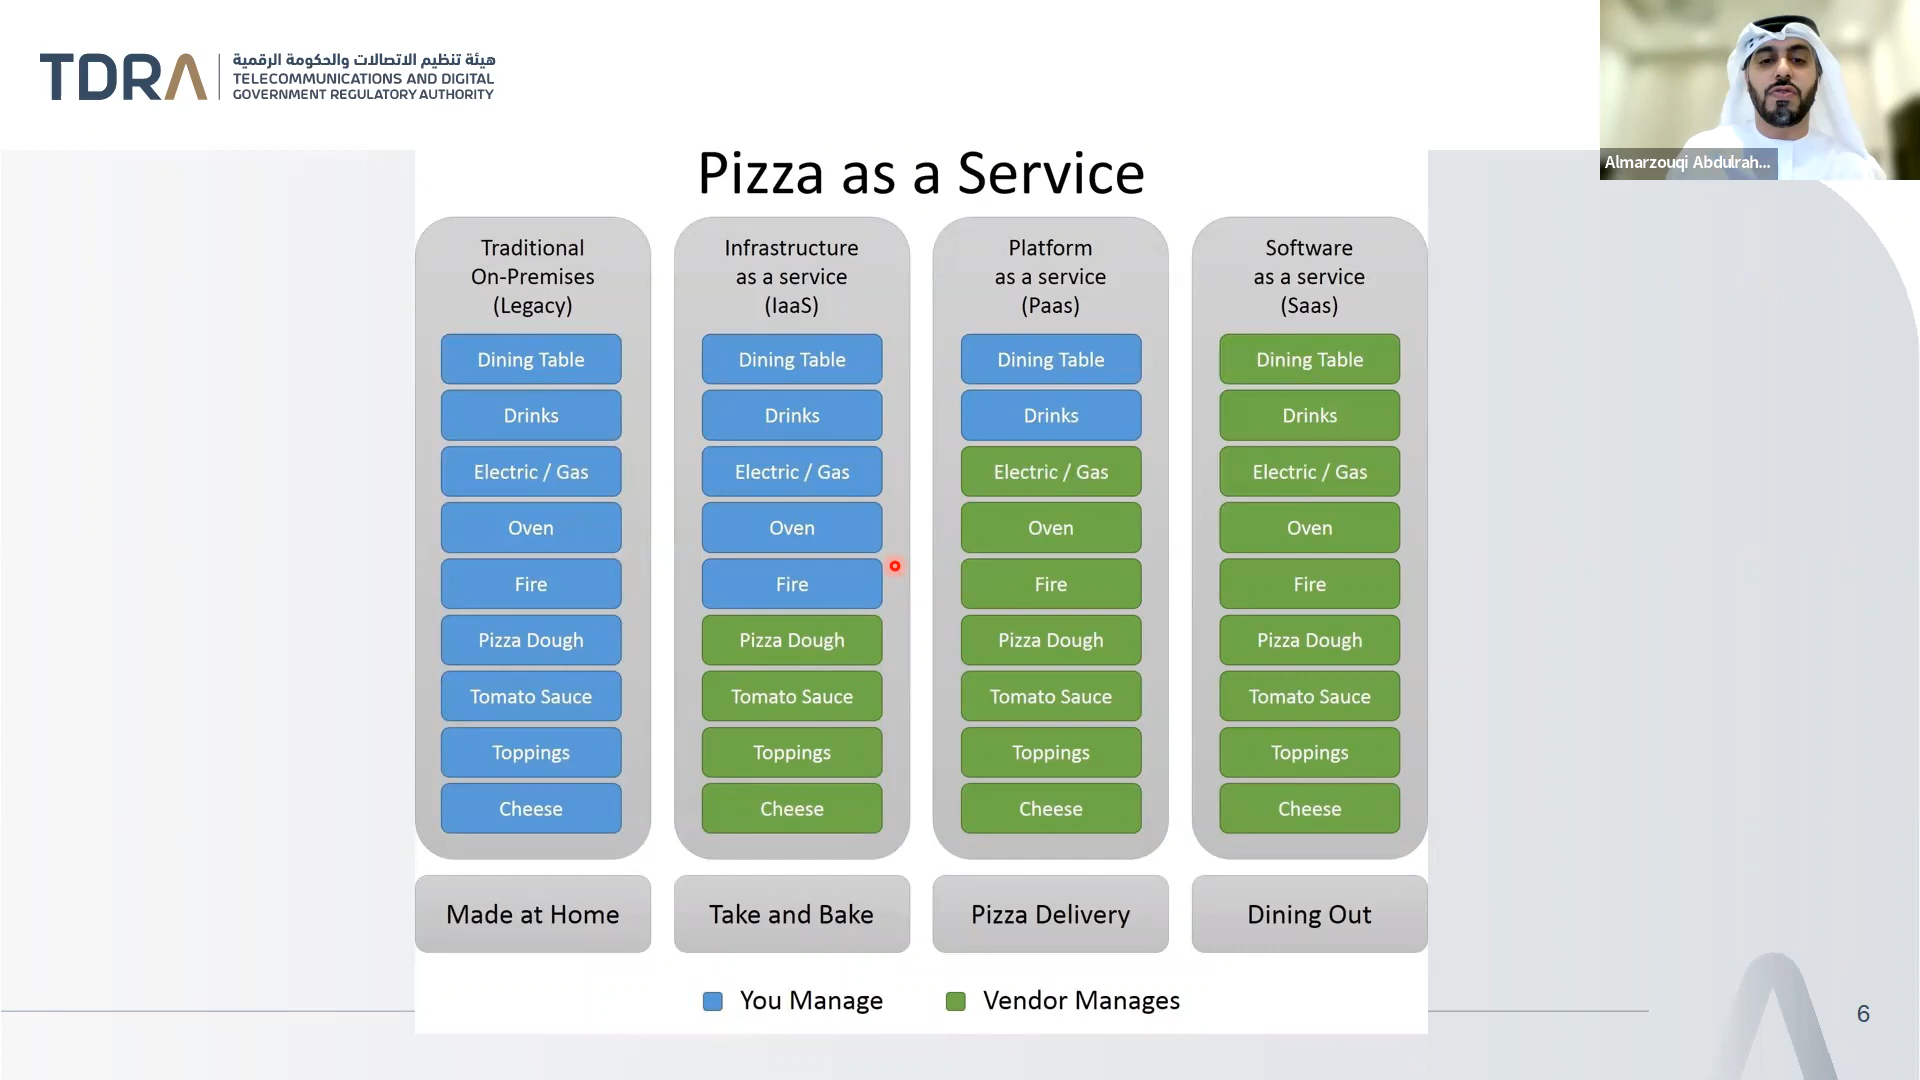 TDRA
هيئة تنظيم الاتصالات والحكومة الرقمية
TELECOMMUNICATIONS AND DIGITAL
GOVERNMENT REGULATORY AUTHORITY
Almarzouqi Abdulrah...
Pizza as a Service
Traditional
On-Premises
(Legacy)
Dining Table
Drinks
Electric / Gas
Oven
Fire
Pizza Dough
Tomato Sauce
Toppings
Cheese
Made at Home
Infrastructure
as a service
(IaaS)
Dining Table
Drinks
Electric / Gas
Oven
Fire
Pizza Dough
Tomato Sauce
Toppings
Cheese
Take and Bake
Platform
as a service
(Paas)
Dining Table
Drinks
Electric / Gas
Oven
Fire
Pizza Dough
Tomato Sauce
Toppings
Cheese
Pizza Delivery
Software
as a service
(Saas)
Dining Table
Drinks
Electric / Gas
Oven
Fire
Pizza Dough
Tomato Sauce
Toppings
Cheese
Dining Out
You Manage
Vendor Manages
6